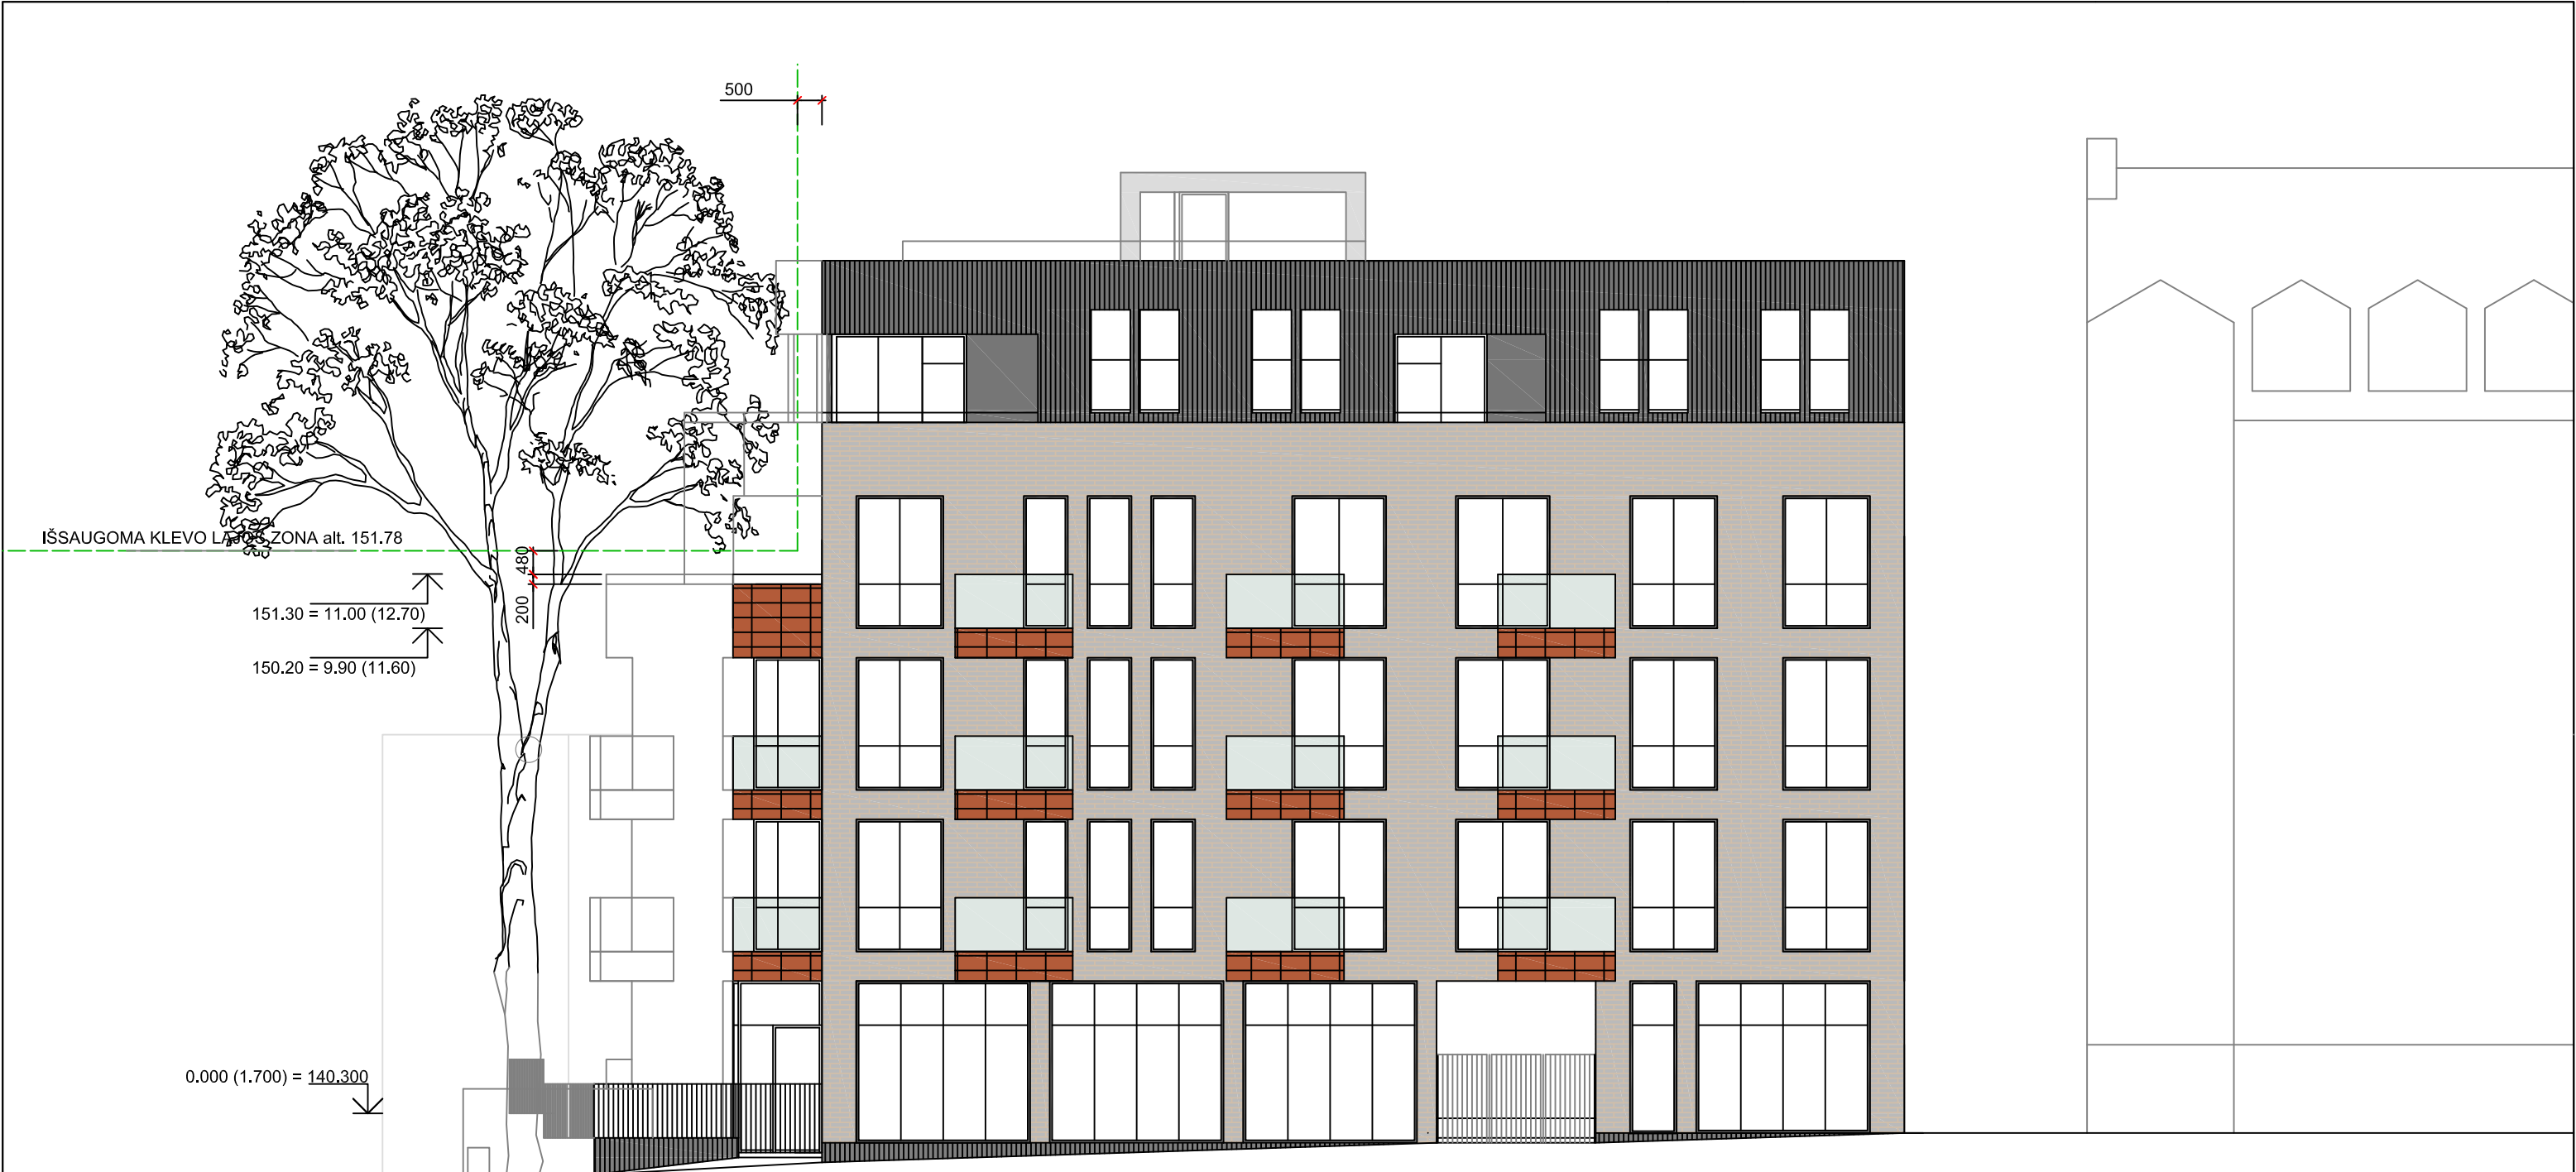 500
IŠSAUGOMA KLEVO LAJOS ZONA alt. 151.78
480
200
151.30 = 11.00 (12.70)
150.20 = 9.90 (11.60)
0.000 (1.700) = 140.300